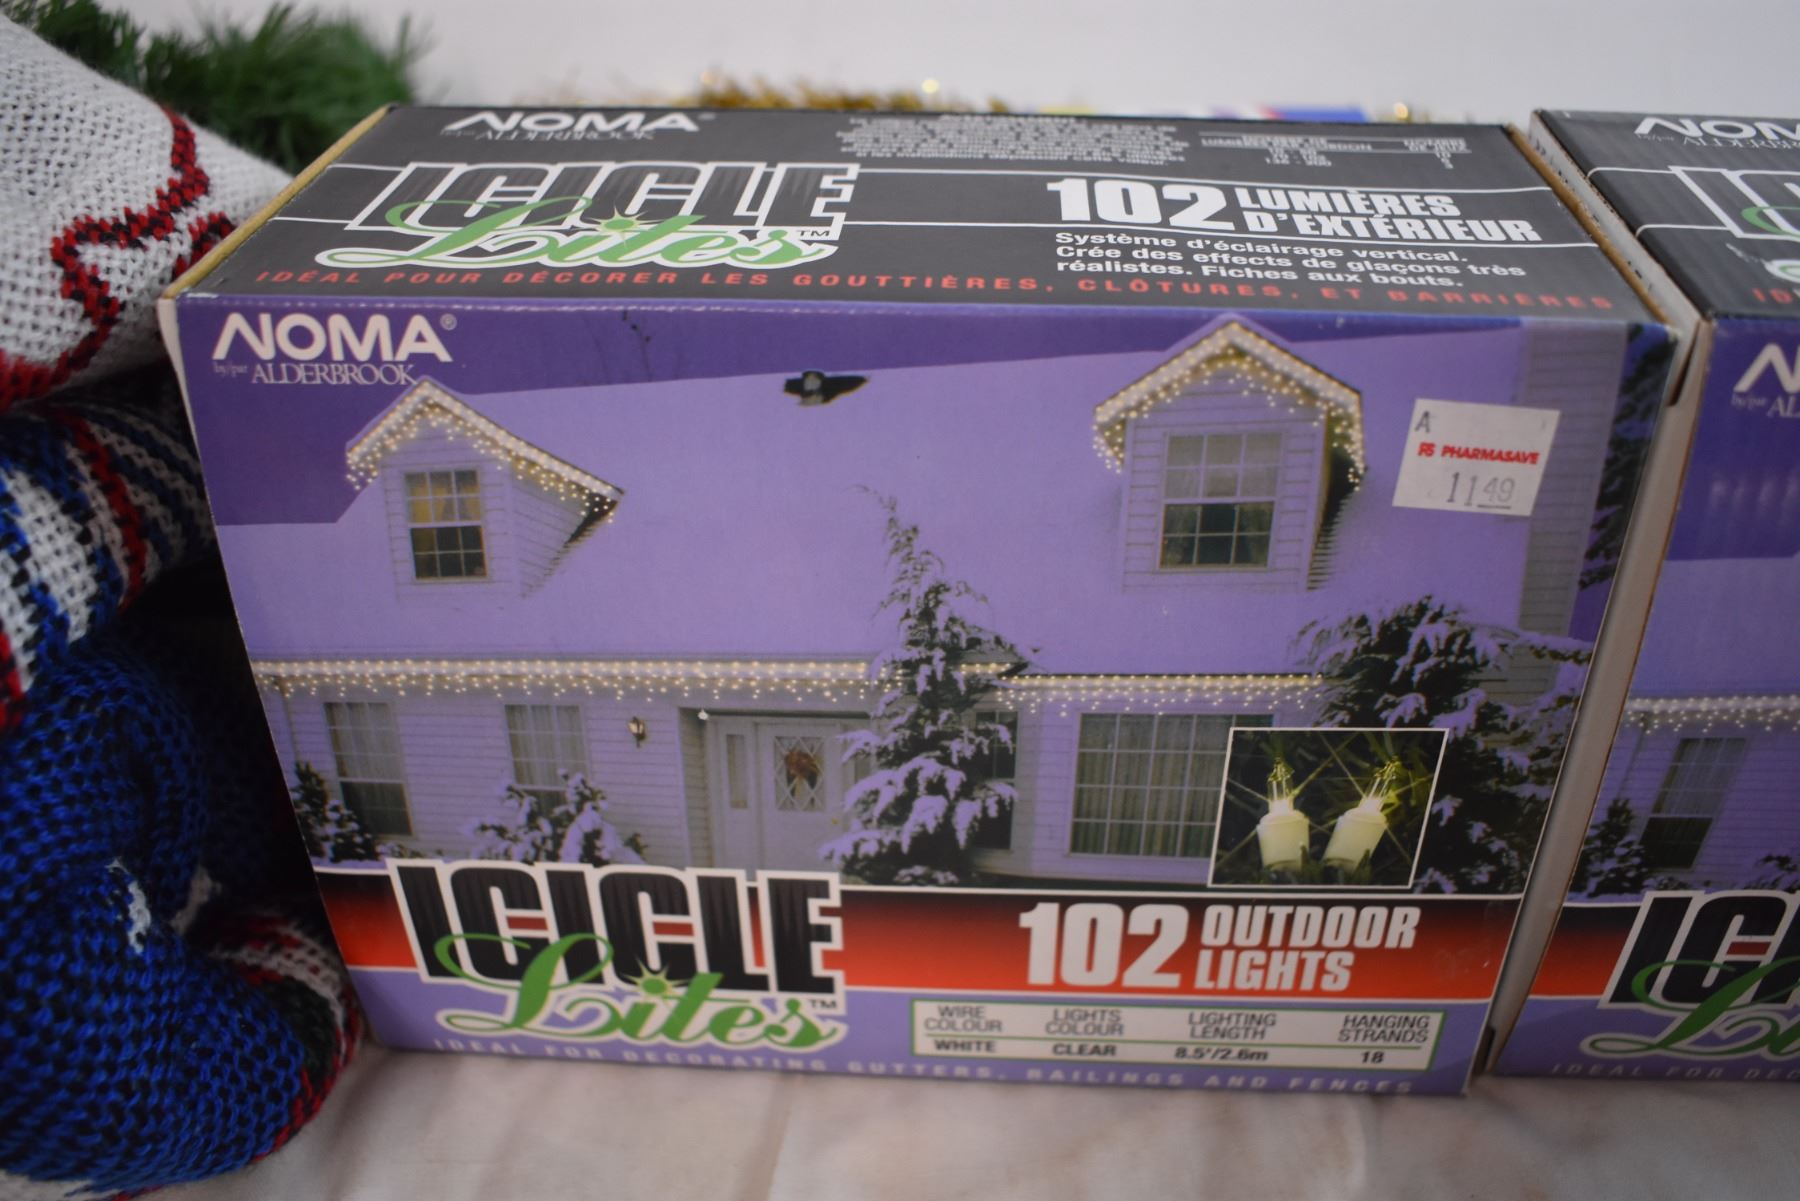 NOMA
by/par ALDERBROOK
ICICLE
Lites™
102 LUMIÈRES
D'EXTÉRIEUR
Système d'éclairage vertical.
Crée des effets de glaçons très
réalistes. Fiches aux bouts.
IDÉAL POUR DÉCORER LES GOUTTIÈRES, CLÔTURES, ET BARRIÈRES
NOMA®
by/par ALDERBROOK
A
PHARMASAVE
1149
ICICLE
Lites™
102 OUTDOOR
LIGHTS
WIRE COLOUR LIGHTS COLOUR LIGHTING LENGTH HANGING STRANDS
WHITE CLEAR 8.5'/2.6m 18
IDEAL FOR DECORATING GUTTERS, RAILINGS AND FENCES